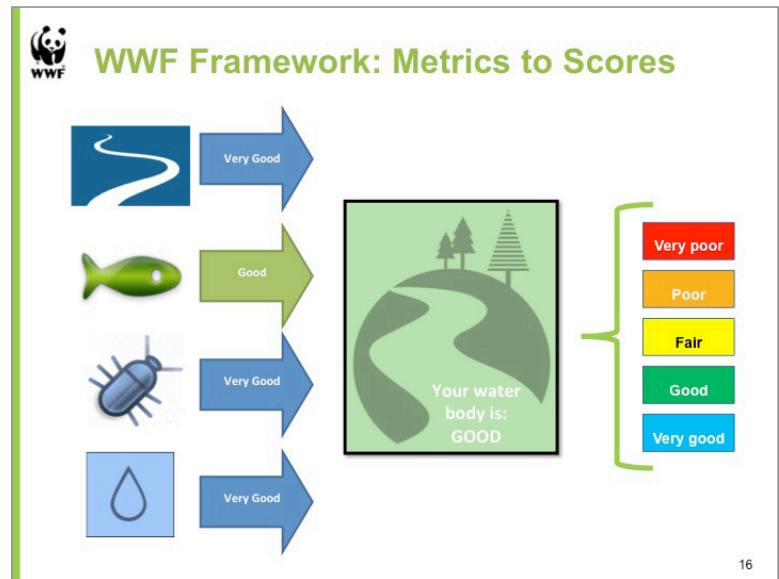 WWF
WWF Framework: Metrics to Scores
Very Good
Good
Very Good
Very Good
Your water
body is:
GOOD
Very poor
Poor
Fair
Good
Very good
16